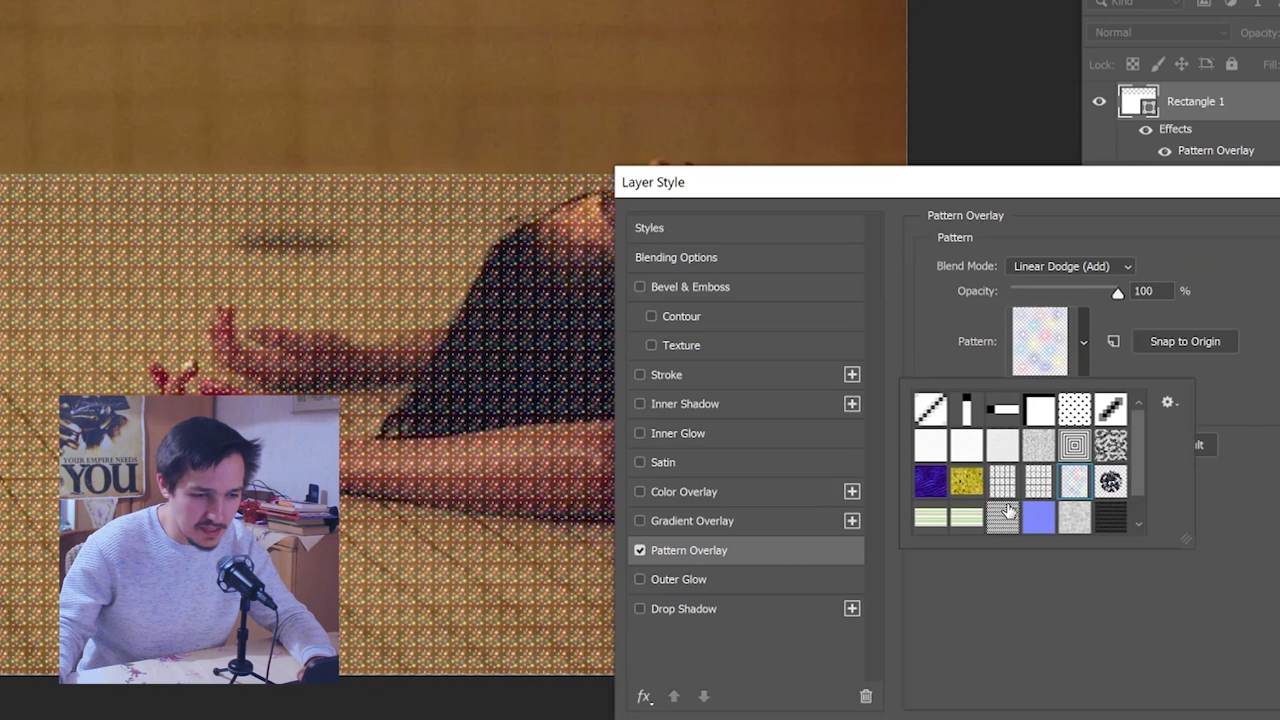 Kind
Normal
Opacity:
Lock:
Fill:
Rectangle 1
Effects
Pattern Overlay
Layer Style
Styles
Blending Options
Bevel & Emboss
Contour
Texture
Stroke
Inner Shadow
Inner Glow
Satin
Color Overlay
Gradient Overlay
Pattern Overlay
Outer Glow
Drop Shadow
fx
Pattern Overlay
Pattern
Blend Mode: Linear Dodge (Add)
Opacity: 100 %
Pattern: Snap to Origin
YOUR EMPIRE NEEDS
YOU